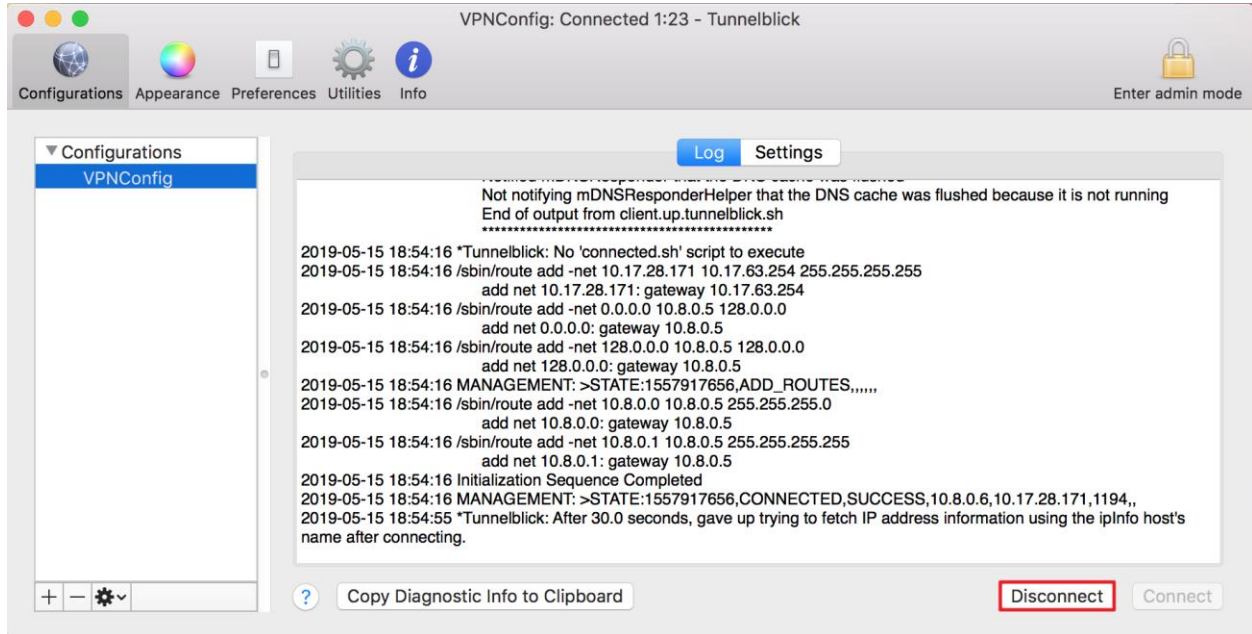 VPNConfig: Connected 1:23 - Tunnelblick
Configurations Appearance Preferences Utilities Info Enter admin mode
Configurations
VPNConfig
Log Settings
Not notifying mDNSResponderHelper that the DNS cache was flushed because it is not running
End of output from client.up.tunnelblick.sh
**********************************************
2019-05-15 18:54:16 *Tunnelblick: No 'connected.sh' script to execute
2019-05-15 18:54:16 /sbin/route add -net 10.17.28.171 10.17.63.254 255.255.255.255
add net 10.17.28.171: gateway 10.17.63.254
2019-05-15 18:54:16 /sbin/route add -net 0.0.0.0 10.8.0.5 128.0.0.0
add net 0.0.0.0: gateway 10.8.0.5
2019-05-15 18:54:16 /sbin/route add -net 128.0.0.0 10.8.0.5 128.0.0.0
add net 128.0.0.0: gateway 10.8.0.5
2019-05-15 18:54:16 MANAGEMENT: >STATE:1557917656,ADD_ROUTES,,,,,,
2019-05-15 18:54:16 /sbin/route add -net 10.8.0.0 10.8.0.5 255.255.255.0
add net 10.8.0.0: gateway 10.8.0.5
2019-05-15 18:54:16 /sbin/route add -net 10.8.0.1 10.8.0.5 255.255.255.255
add net 10.8.0.1: gateway 10.8.0.5
2019-05-15 18:54:16 Initialization Sequence Completed
2019-05-15 18:54:16 MANAGEMENT: >STATE:1557917656,CONNECTED,SUCCESS,10.8.0.6,10.17.28.171,1194,,
2019-05-15 18:54:55 *Tunnelblick: After 30.0 seconds, gave up trying to fetch IP address information using the ipInfo host's
name after connecting.
? Copy Diagnostic Info to Clipboard Disconnect Connect